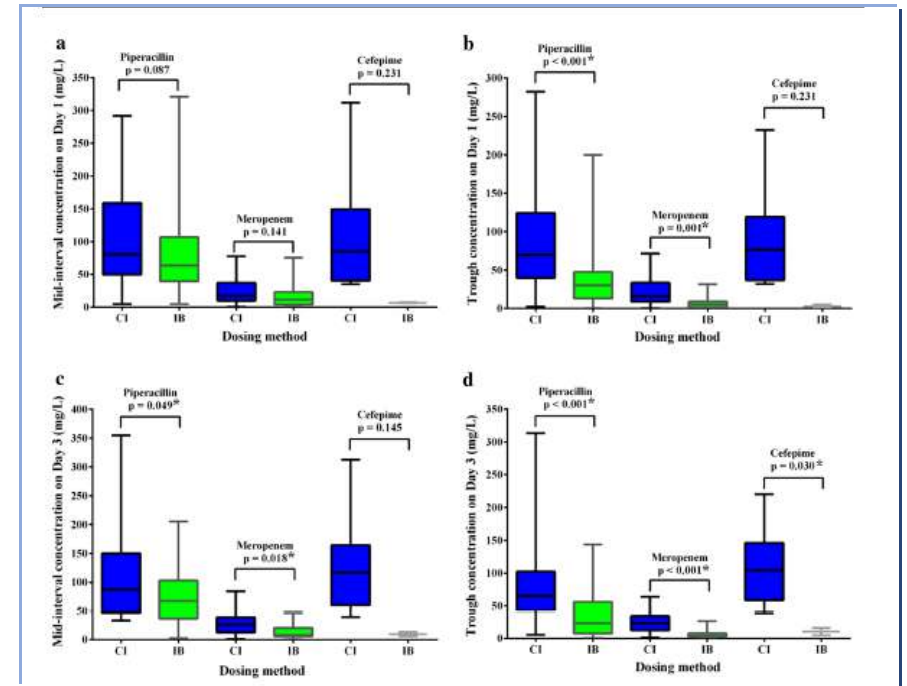 a
Mid-interval concentration on Day 1 (mg/L)
350
300
250
200
150
100
50
0
Piperacillin
p = 0.087
Meropenem
p = 0.141
Cefepime
p = 0.231
CI IB CI IB CI IB
Dosing method
b
Trough concentration on Day 1 (mg/L)
300
250
200
150
100
50
0
Piperacillin
p < 0.001*
Meropenem
p = 0.001*
Cefepime
p = 0.231
CI IB CI IB CI IB
Dosing method
c
Mid-interval concentration on Day 3 (mg/L)
400
350
300
250
200
150
100
50
0
Piperacillin
p = 0.049*
Meropenem
p = 0.018*
Cefepime
p = 0.145
CI IB CI IB CI IB
Dosing method
d
Trough concentration on Day 3 (mg/L)
350
300
250
200
150
100
50
0
Piperacillin
p < 0.001*
Meropenem
p < 0.001*
Cefepime
p = 0.030*
CI IB CI IB CI IB
Dosing method